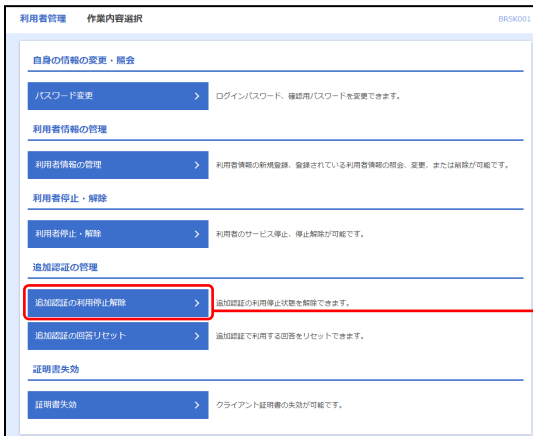 利用者管理 作業内容選択 BRSK001
自身の情報の変更・照会
パスワード変更 ログインパスワード、確認用パスワードを変更できます。
利用者情報の管理
利用者情報の管理 利用者情報の新規登録、登録されている利用者情報の照会、変更、または削除が可能です。
利用者停止・解除
利用者停止・解除 利用者のサービス停止、停止解除が可能です。
追加認証の管理
追加認証の利用停止解除 追加認証の利用停止状態を解除できます。
追加認証の回答リセット 追加認証で利用する回答をリセットできます。
証明書失効
証明書失効 クライアント証明書の失効が可能です。